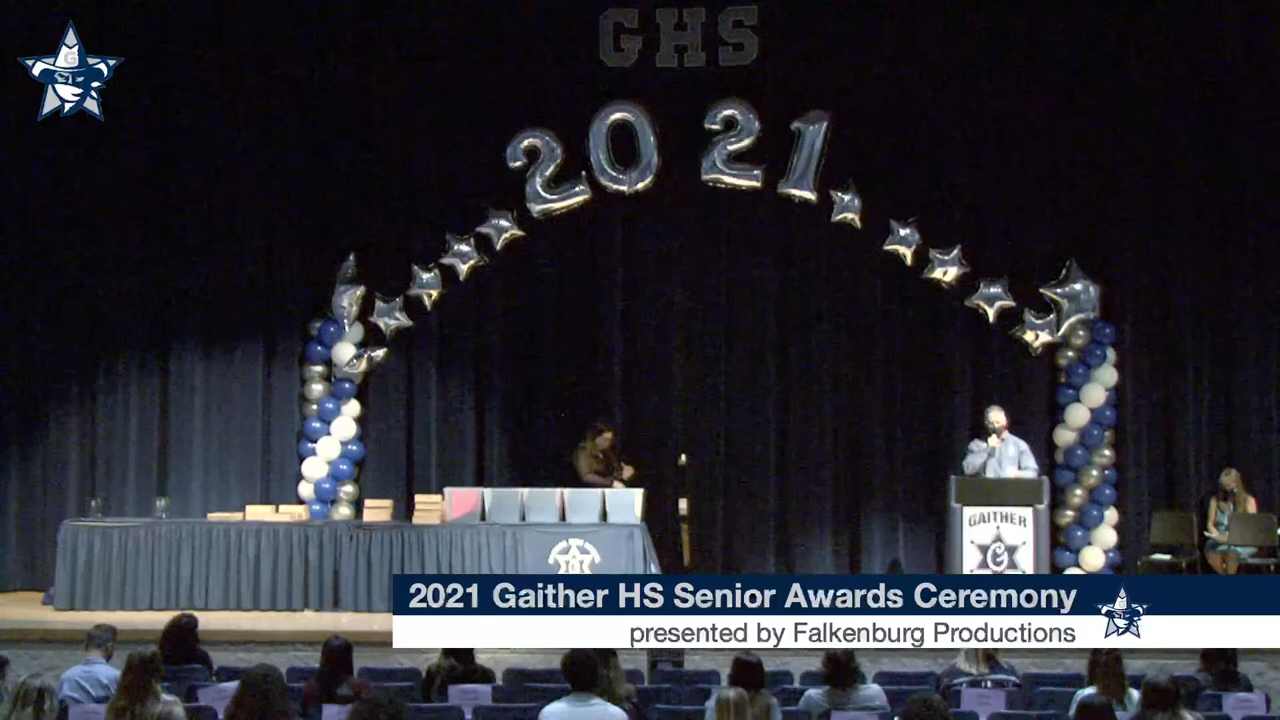 GHS
2021
GAITHER
G
2021 Gaither HS Senior Awards Ceremony
presented by Falkenburg Productions